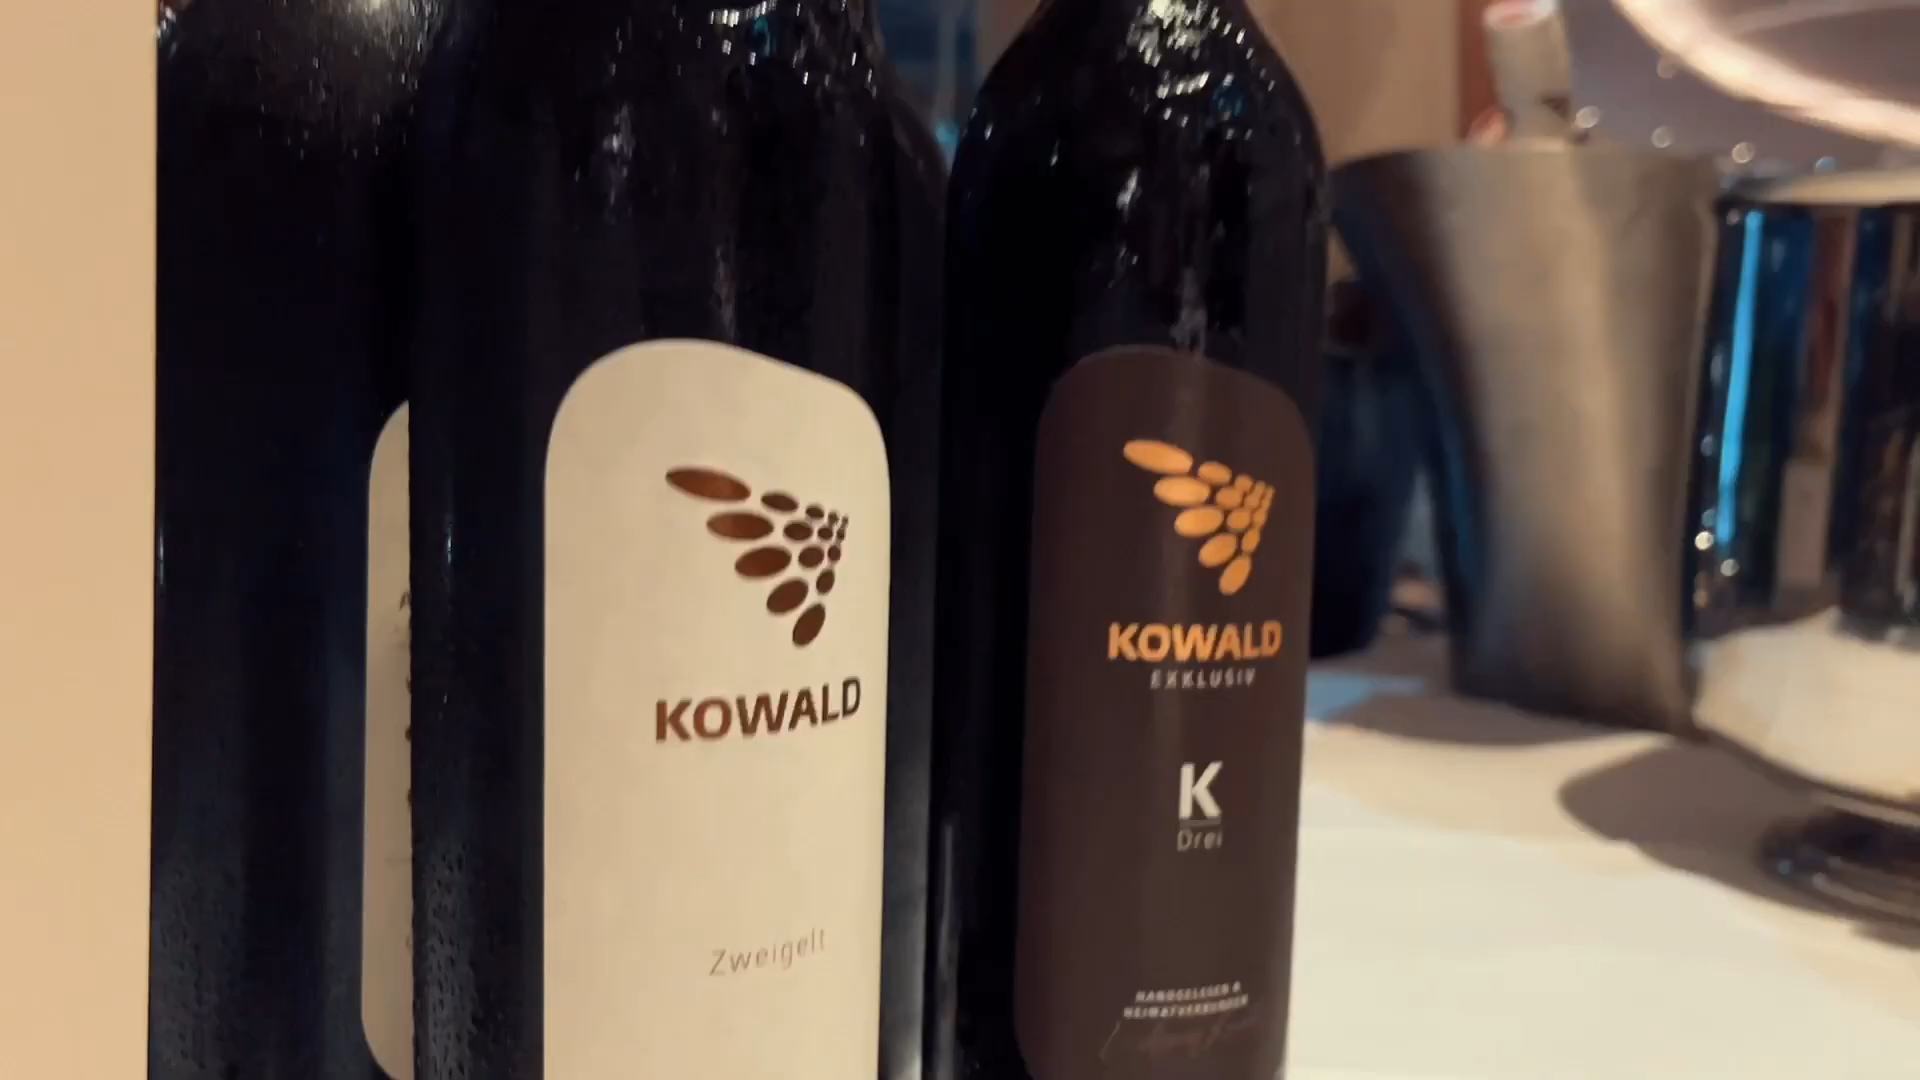 KOWALD
Zweigelt
KOWALD
EXKLUSIV
K
Drei
HANDGELESEN &
HEIMATVERBUNDEN